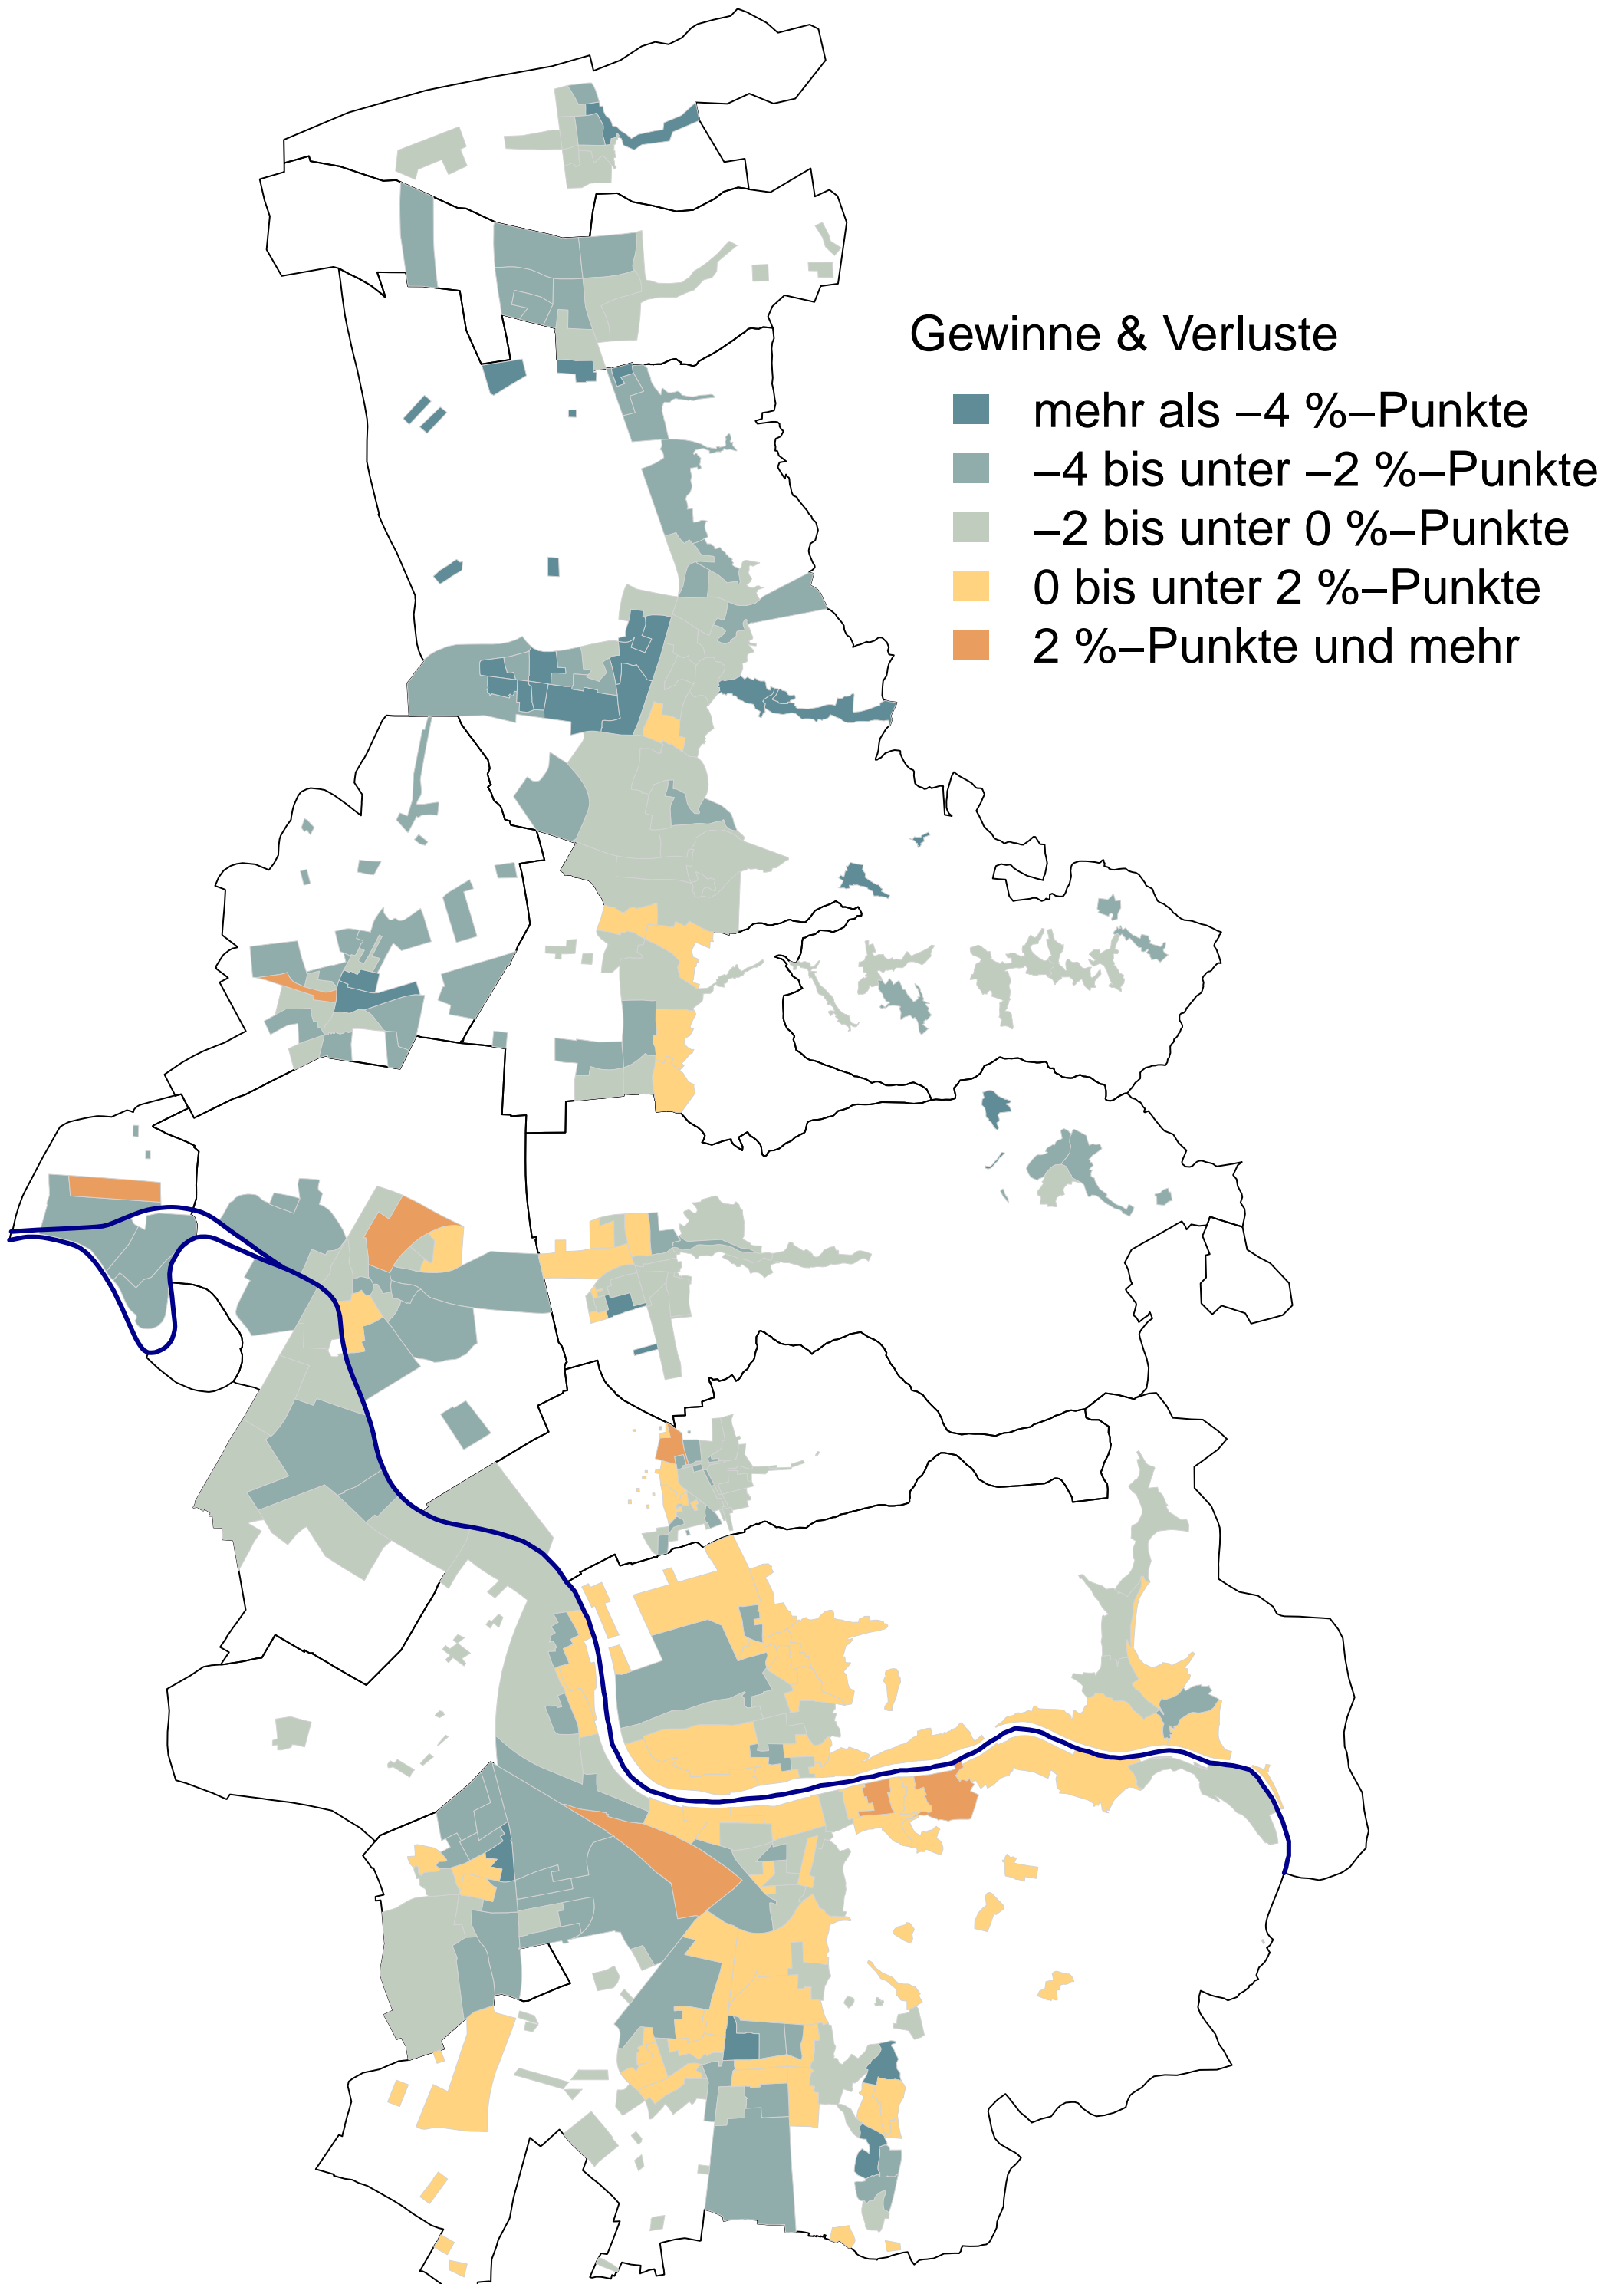 Gewinne & Verluste
mehr als –4 %–Punkte
–4 bis unter –2 %–Punkte
–2 bis unter 0 %–Punkte
0 bis unter 2 %–Punkte
2 %–Punkte und mehr